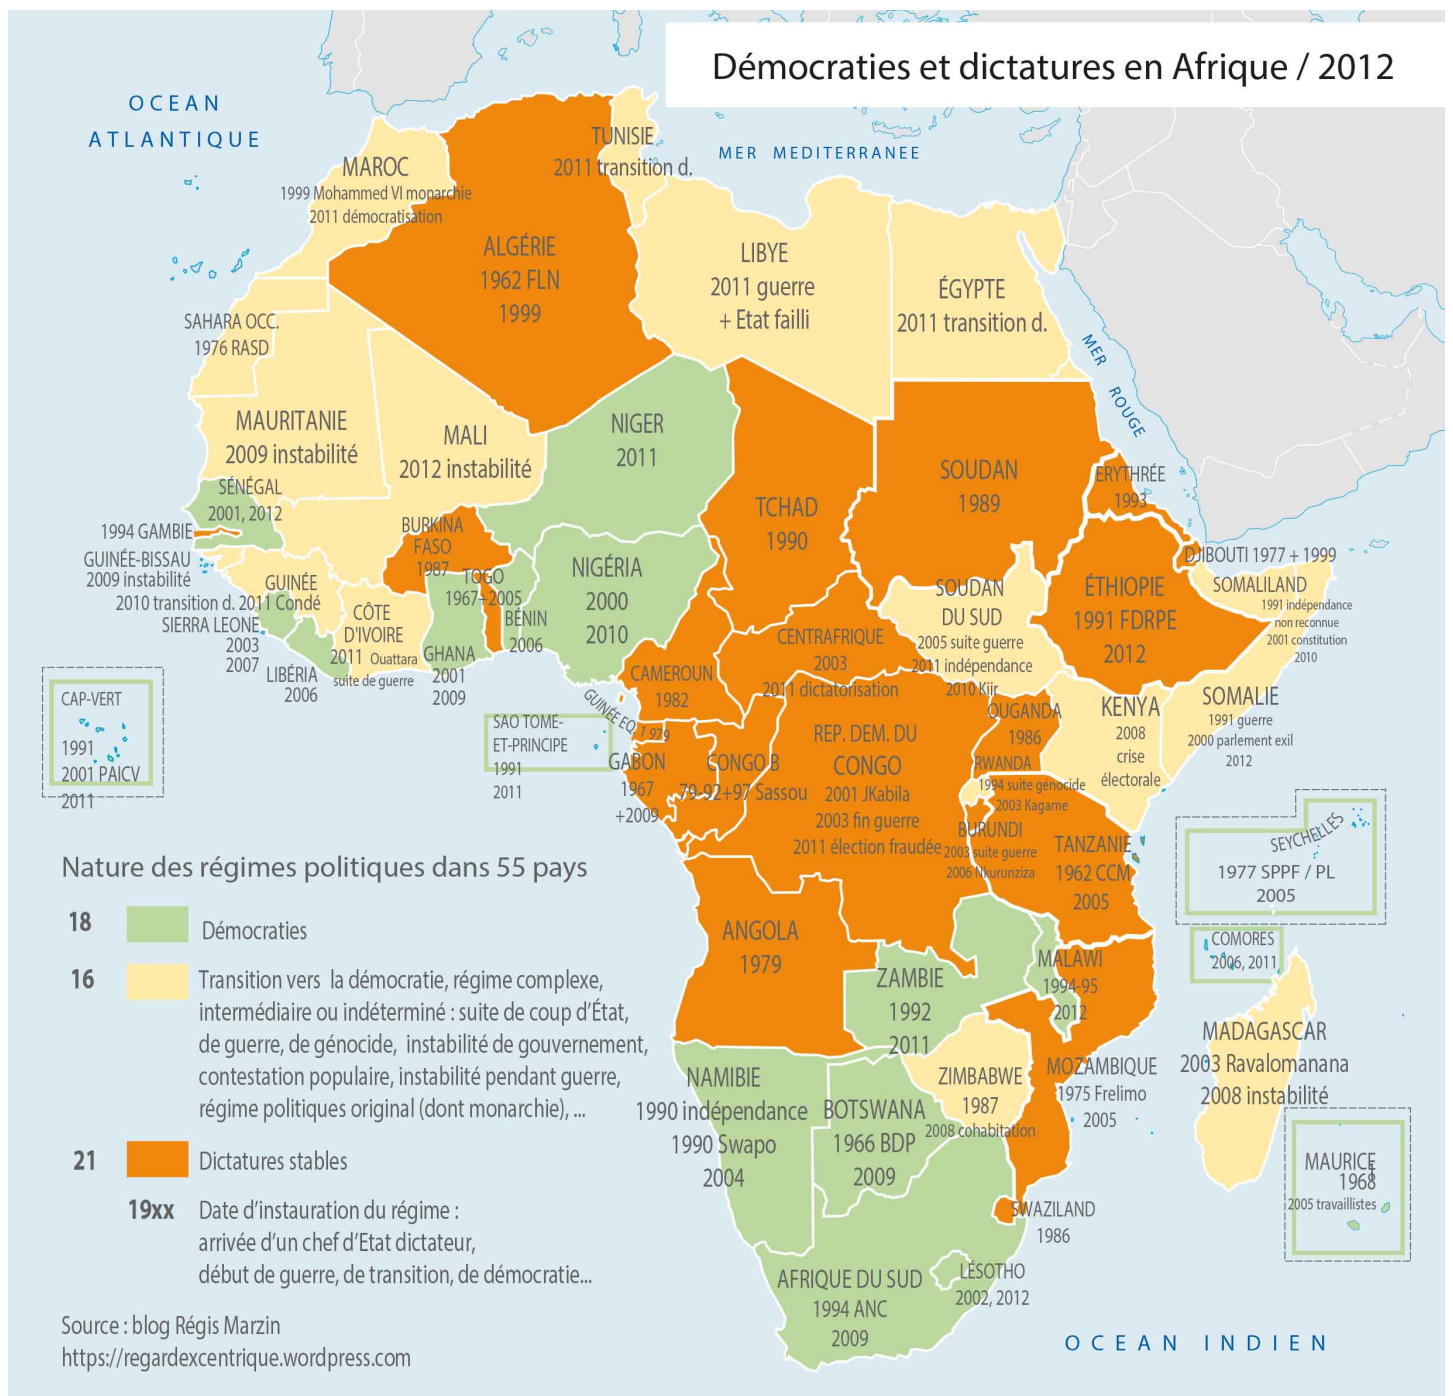 Démocraties et dictatures en Afrique / 2012
OCEAN
ATLANTIQUE
MER MEDITERRANEE
MER ROUGE
MAROC
1999 Mohammed VI monarchie
2011 démocratisation
TUNISIE
2011 transition d.
ALGÉRIE
1962 FLN
1999
LIBYE
2011 guerre
+ Etat failli
ÉGYPTE
2011 transition d.
SAHARA OCC.
1976 RASD
MAURITANIE
2009 instabilité
MALI
2012 instabilité
NIGER
2011
TCHAD
1990
SOUDAN
1989
ERYTHRÉE
1993
SÉNÉGAL
2001, 2012
1994 GAMBIE
GUINÉE-BISSAU
2009 instabilité
GUINÉE
2010 transition d. 2011 Condé
SIERRA LEONE
2003
2007
LIBÉRIA
2006
CÔTE
D'IVOIRE
2011 Ouattara
suite de guerre
BURKINA
FASO
1987
TOGO
1967+2005
GHANA
2001
2009
BÉNIN
2006
NIGÉRIA
2000
2010
DJIBOUTI 1977 + 1999
ÉTHIOPIE
1991 FDRPE
2012
SOMALILAND
1991 indépendance
non reconnue
2001 constitution
2010
SOUDAN
DU SUD
2005 suite guerre
2011 indépendance
2010 Kiir
CENTRAFRIQUE
2003
2011 dictatorisation
CAMEROUN
1982
GUINÉE EQ. 1979
CAP-VERT
1991
2001 PAICV
2011
SAO TOME-
ET-PRINCIPE
1991
2011
GABON
1967
+2009
CONGO B
79-92+97 Sassou
REP. DEM. DU
CONGO
2001 JKabila
2003 fin guerre
2011 élection fraudée
OUGANDA
1986
RWANDA
1994 suite génocide
2003 Kagame
BURUNDI
2003 suite guerre
2006 Nkurunziza
KENYA
2008
crise
électorale
SOMALIE
1991 guerre
2000 parlement exil
2012
TANZANIE
1962 CCM
2005
SEYCHELLES
1977 SPPF / PL
2005
COMORES
2006, 2011
ANGOLA
1979
ZAMBIE
1992
2011
MALAWI
1994-95
2012
MOZAMBIQUE
1975 Frelimo
2005
MADAGASCAR
2003 Ravalomanana
2008 instabilité
MAURICE
1968
2005 travaillistes
NAMIBIE
1990 indépendance
1990 Swapo
2004
BOTSWANA
1966 BDP
2009
ZIMBABWE
1987
2008 cohabitation
SWAZILAND
1986
AFRIQUE DU SUD
1994 ANC
2009
LÉSOTHO
2002, 2012
OCEAN INDIEN
Nature des régimes politiques dans 55 pays
18 Démocraties
16 Transition vers la démocratie, régime complexe,
intermédiaire ou indéterminé : suite de coup d’État,
de guerre, de génocide, instabilité de gouvernement,
contestation populaire, instabilité pendant guerre,
régime politiques original (dont monarchie), ...
21 Dictatures stables
19xx Date d’instauration du régime :
arrivée d’un chef d’Etat dictateur,
début de guerre, de transition, de démocratie...
Source : blog Régis Marzin
https://regardexcentrique.wordpress.com